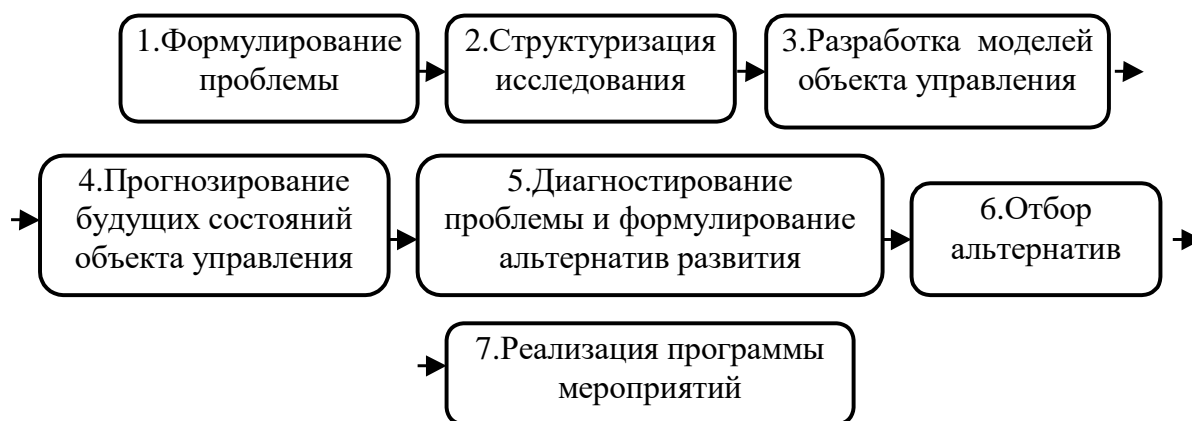 1.Формулирование
проблемы
2.Структуризация
исследования
3.Разработка моделей
объекта управления
4.Прогнозирование
будущих состояний
объекта управления
5.Диагностирование
проблемы и формулирование
альтернатив развития
6.Отбор
альтернатив
7.Реализация программы
мероприятий